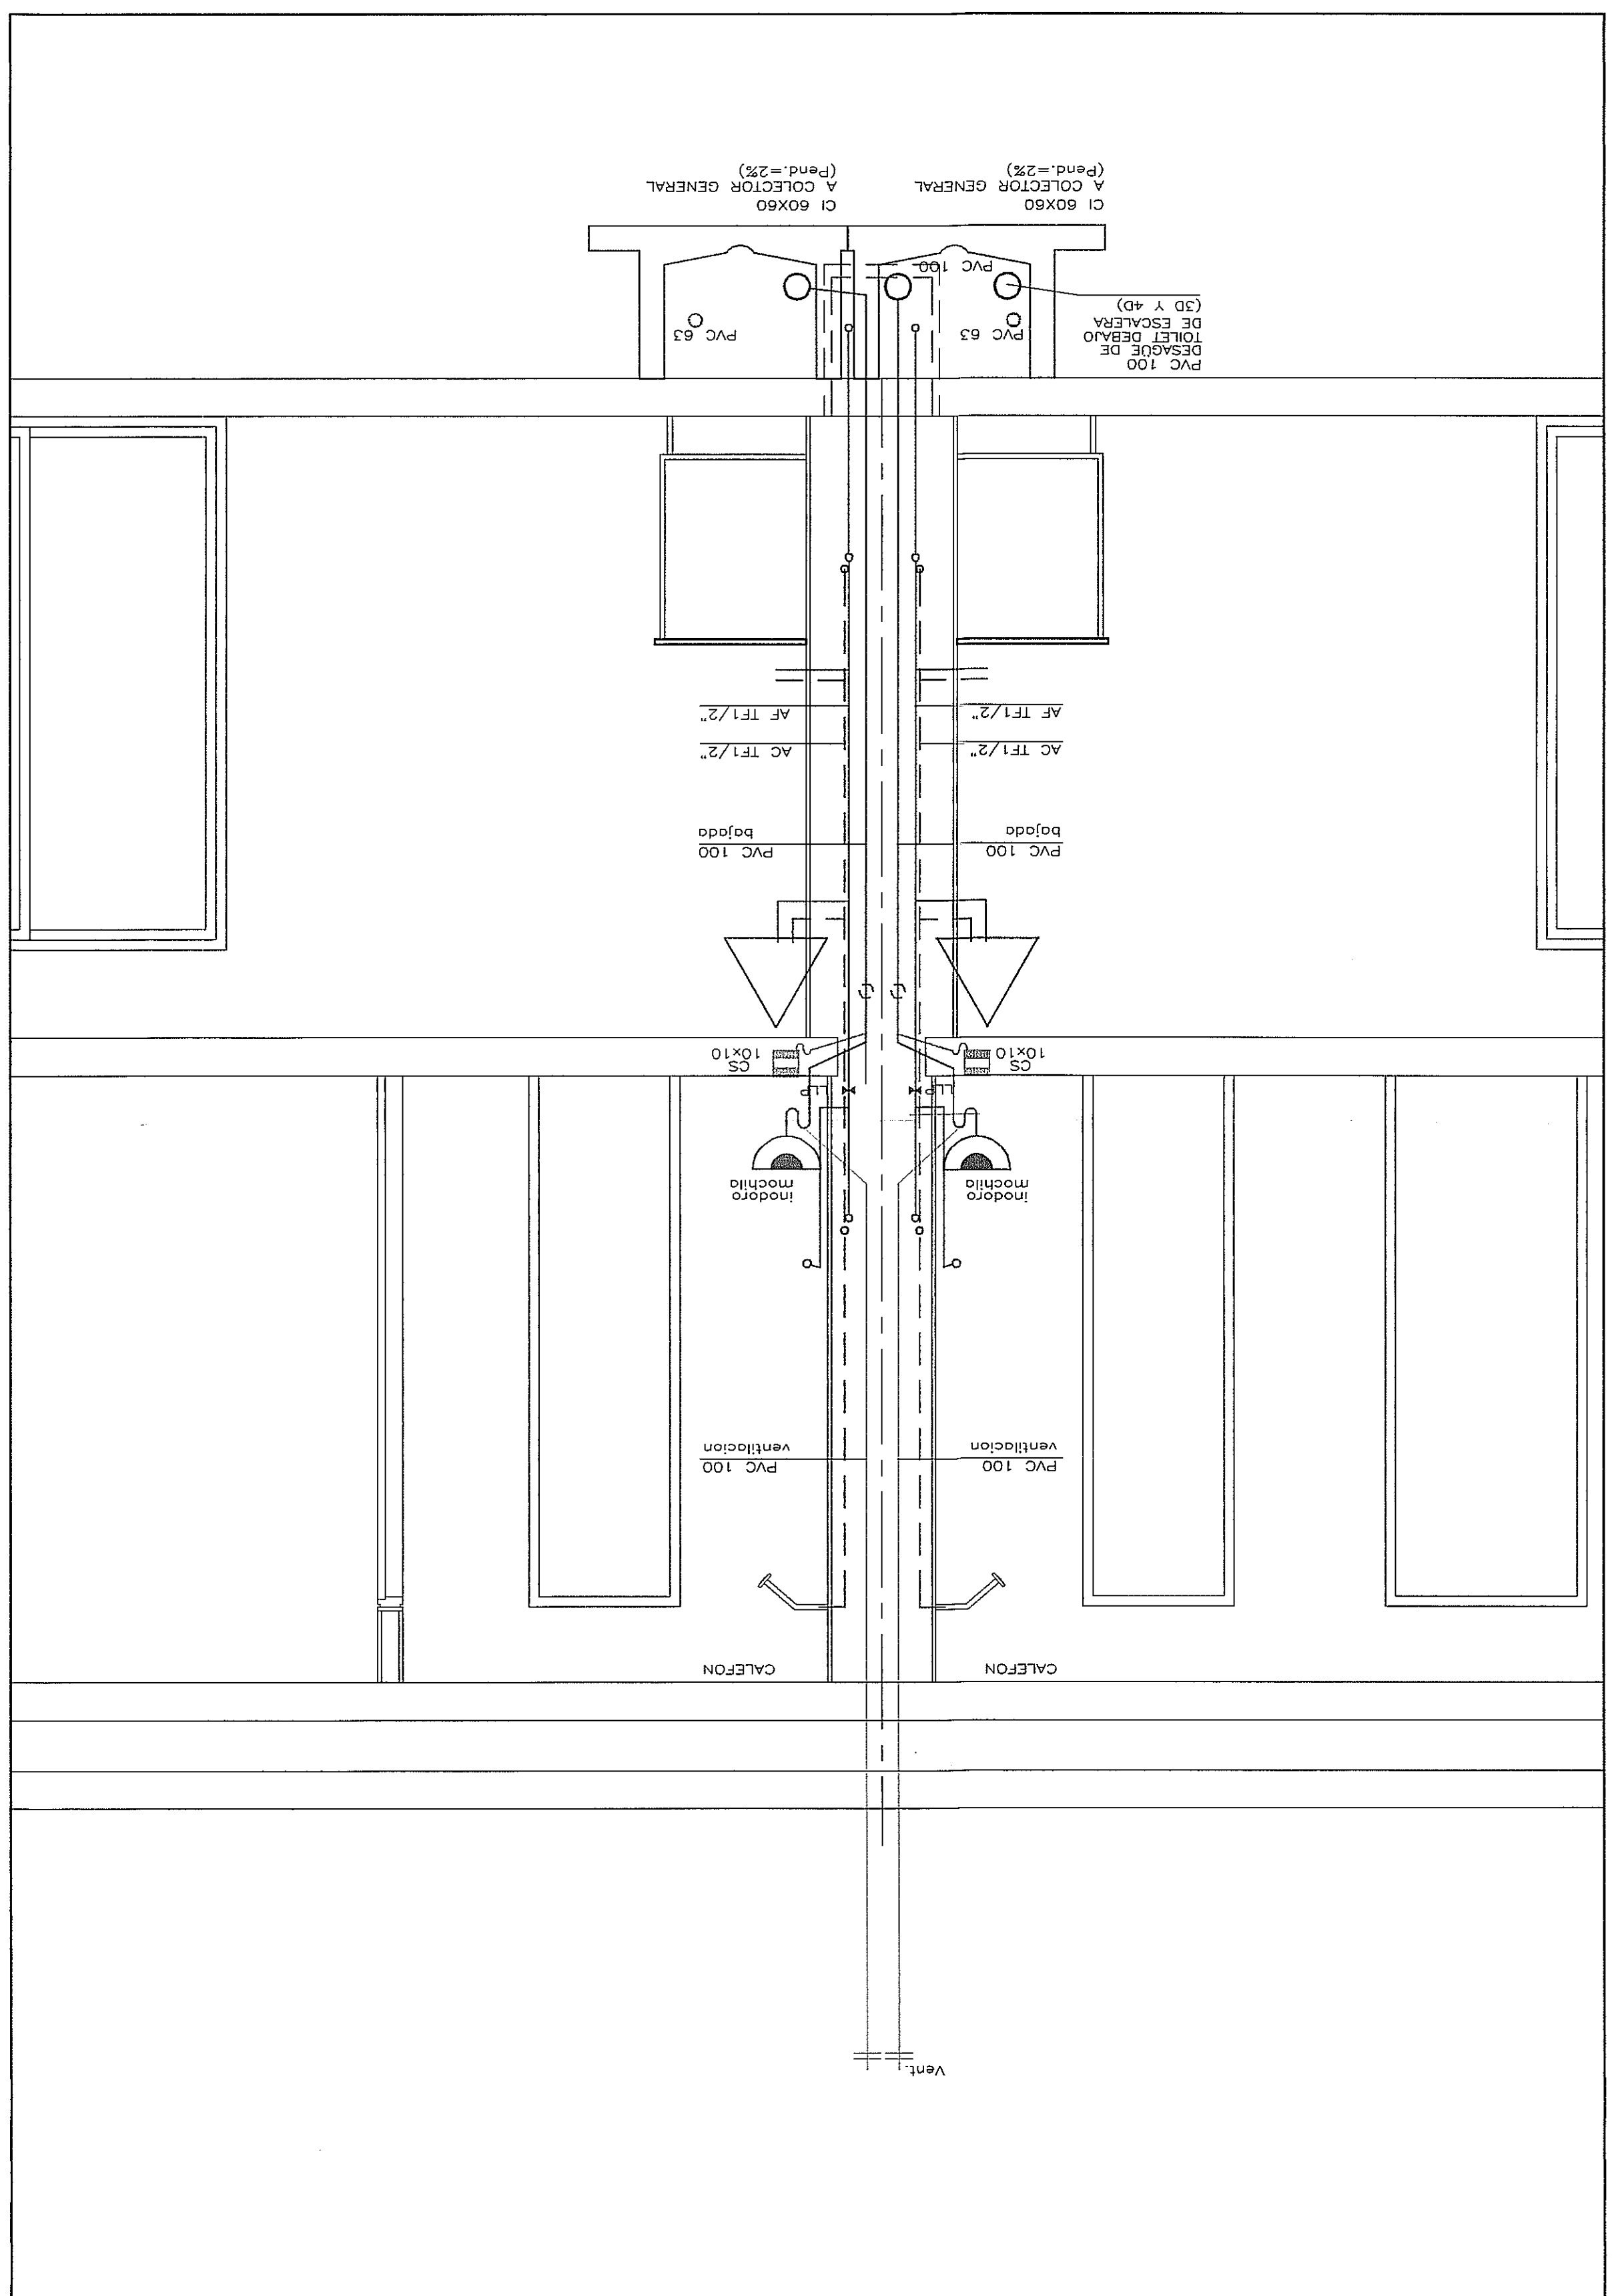 Vent.
CALEFON
CALEFON
PVC 100
ventilacion
PVC 100
ventilacion
inodoro
mochila
inodoro
mochila
LLP
LLP
CS
10x10
CS
10x10
PVC 100
bajada
PVC 100
bajada
AC TF1/2"
AC TF1/2"
AF TF1/2"
AF TF1/2"
PVC 100
DESAGÜE DE
TOILET DEBAJO
DE ESCALERA
(3D Y 4D)
PVC 63
PVC 63
PVC 100
CI 60X60
A COLECTOR GENERAL
(Pend.=2%)
CI 60X60
A COLECTOR GENERAL
(Pend.=2%)